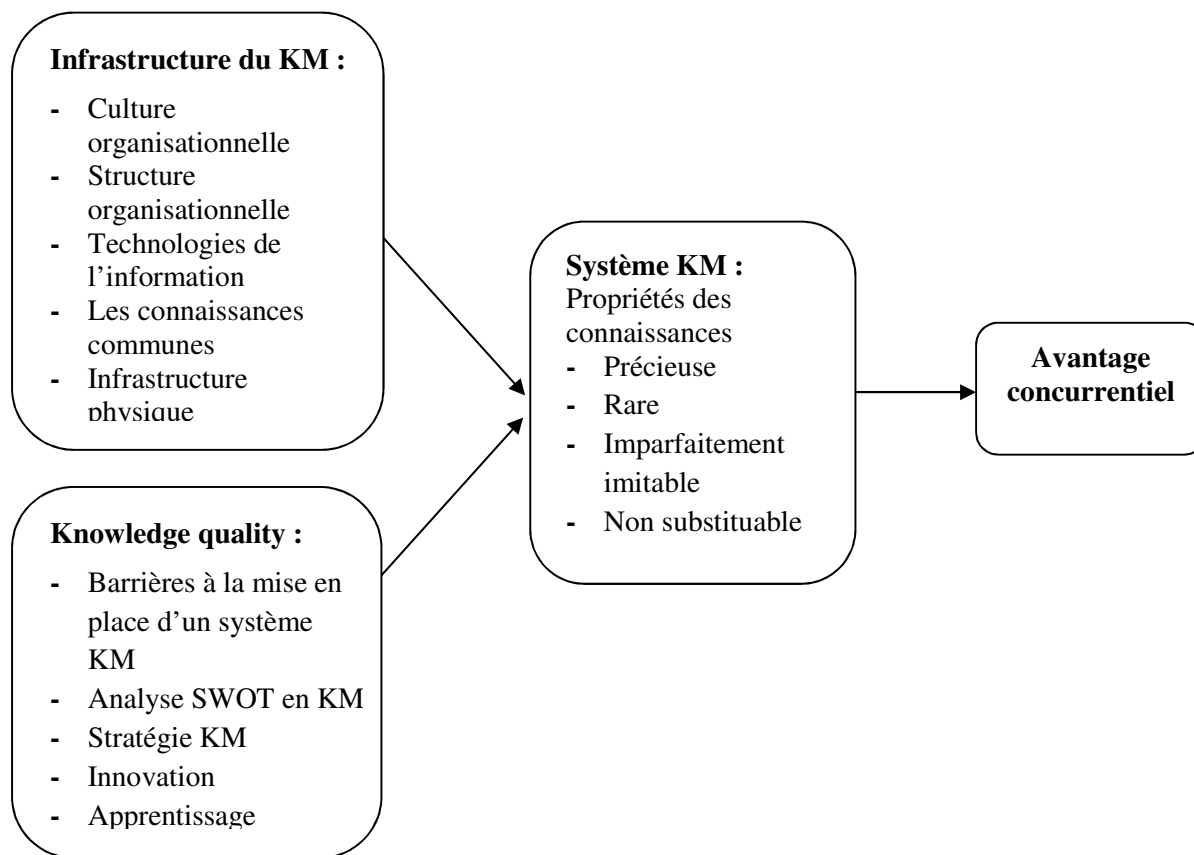 Infrastructure du KM :
- Culture
organisationnelle
- Structure
organisationnelle
- Technologies de
l’information
- Les connaissances
communes
- Infrastructure
physique
Knowledge quality :
- Barrières à la mise en
place d’un système
KM
- Analyse SWOT en KM
- Stratégie KM
- Innovation
- Apprentissage
Système KM :
Propriétés des
connaissances
- Précieuse
- Rare
- Imparfaitement
imitable
- Non substituable
Avantage
concurrentiel